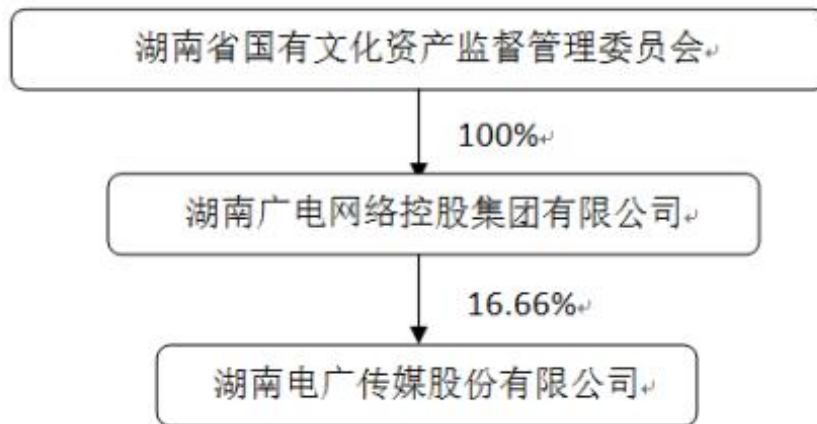 湖南省国有文化资产监督管理委员会
100%
湖南广电网络控股集团有限公司
16.66%
湖南电广传媒股份有限公司